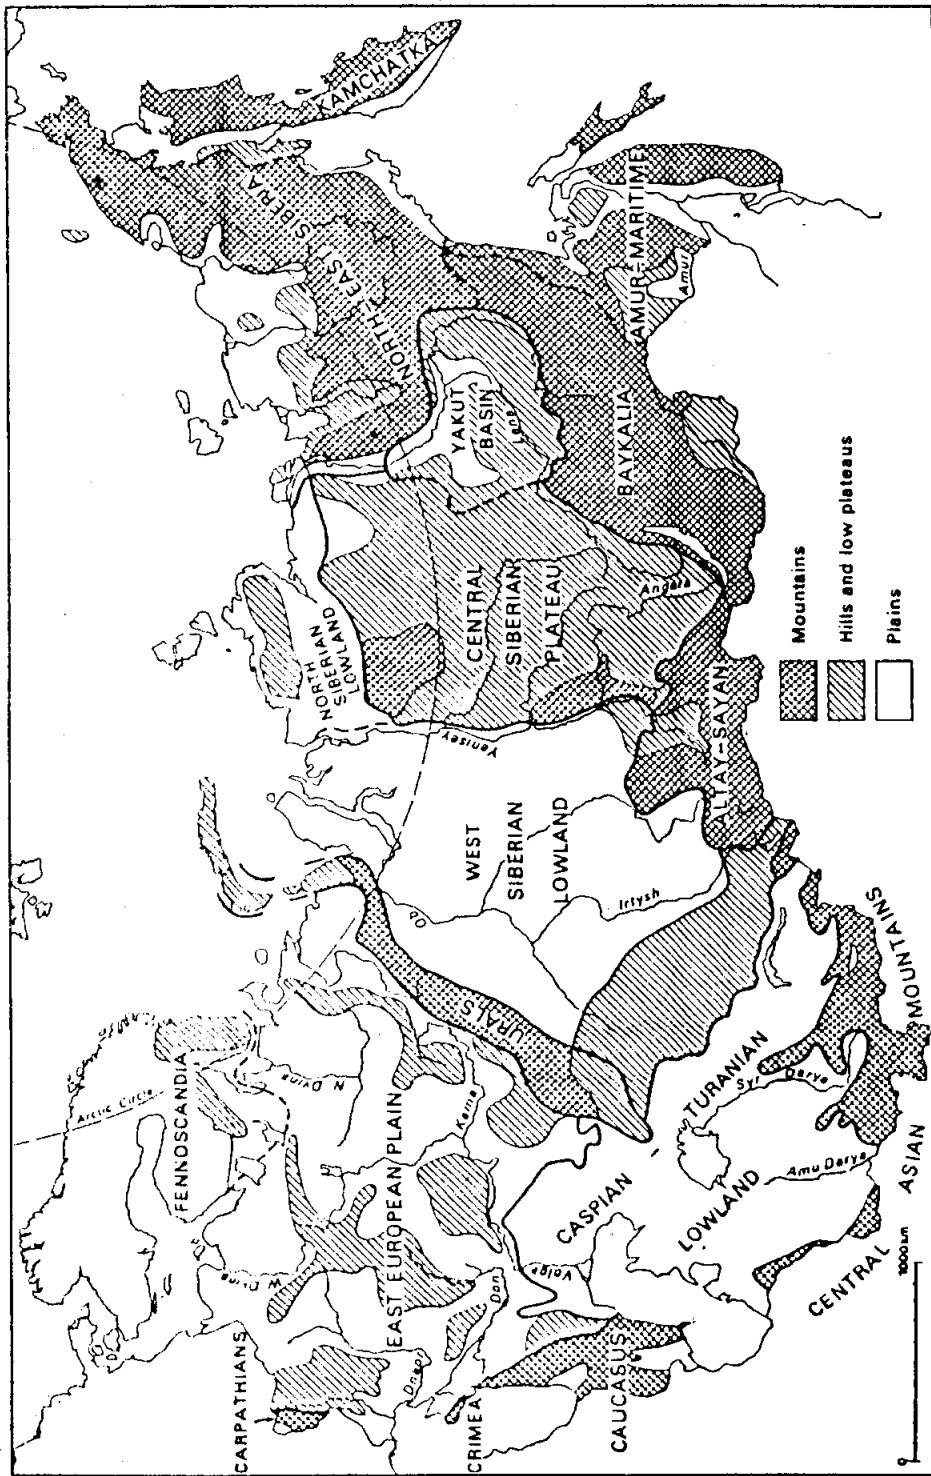 KAMCHATKA
NORTH EAST SIBERIA
AMUR-MARITIME
Amur
YAKUT
BASIN
Lena
BAYKALIA
NORTH
SIBERIAN
LOWLAND
CENTRAL
SIBERIAN
PLATEAU
Angara
Yenisey
ALTAY-SAYAN
WEST
SIBERIAN
LOWLAND
Ob
Irtysh
URALS
FENNOSCANDIA
Arctic Circle
N Dvina
Kama
EAST EUROPEAN PLAIN
W. Dvina
Don
Volga
Dnepr
CARPATHIANS
CRIMEA
CAUCASUS
CASPIAN
TURANIAN
LOWLAND
Syr Darya
Amu Darya
CENTRAL ASIAN MOUNTAINS
Mountains
Hills and low plateaus
Plains
0 1000 km